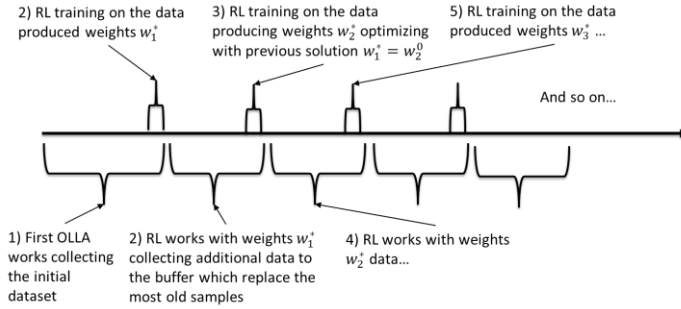 2) RL training on the data
produced weights w₁*
3) RL training on the data
producing weights w₂* optimizing
with previous solution w₁* = w₂⁰
5) RL training on the data
produced weights w₃* ...
And so on...
1) First OLLA
works collecting
the initial
dataset
2) RL works with weights w₁*
collecting additional data to
the buffer which replace the
most old samples
4) RL works with weights
w₂* data...